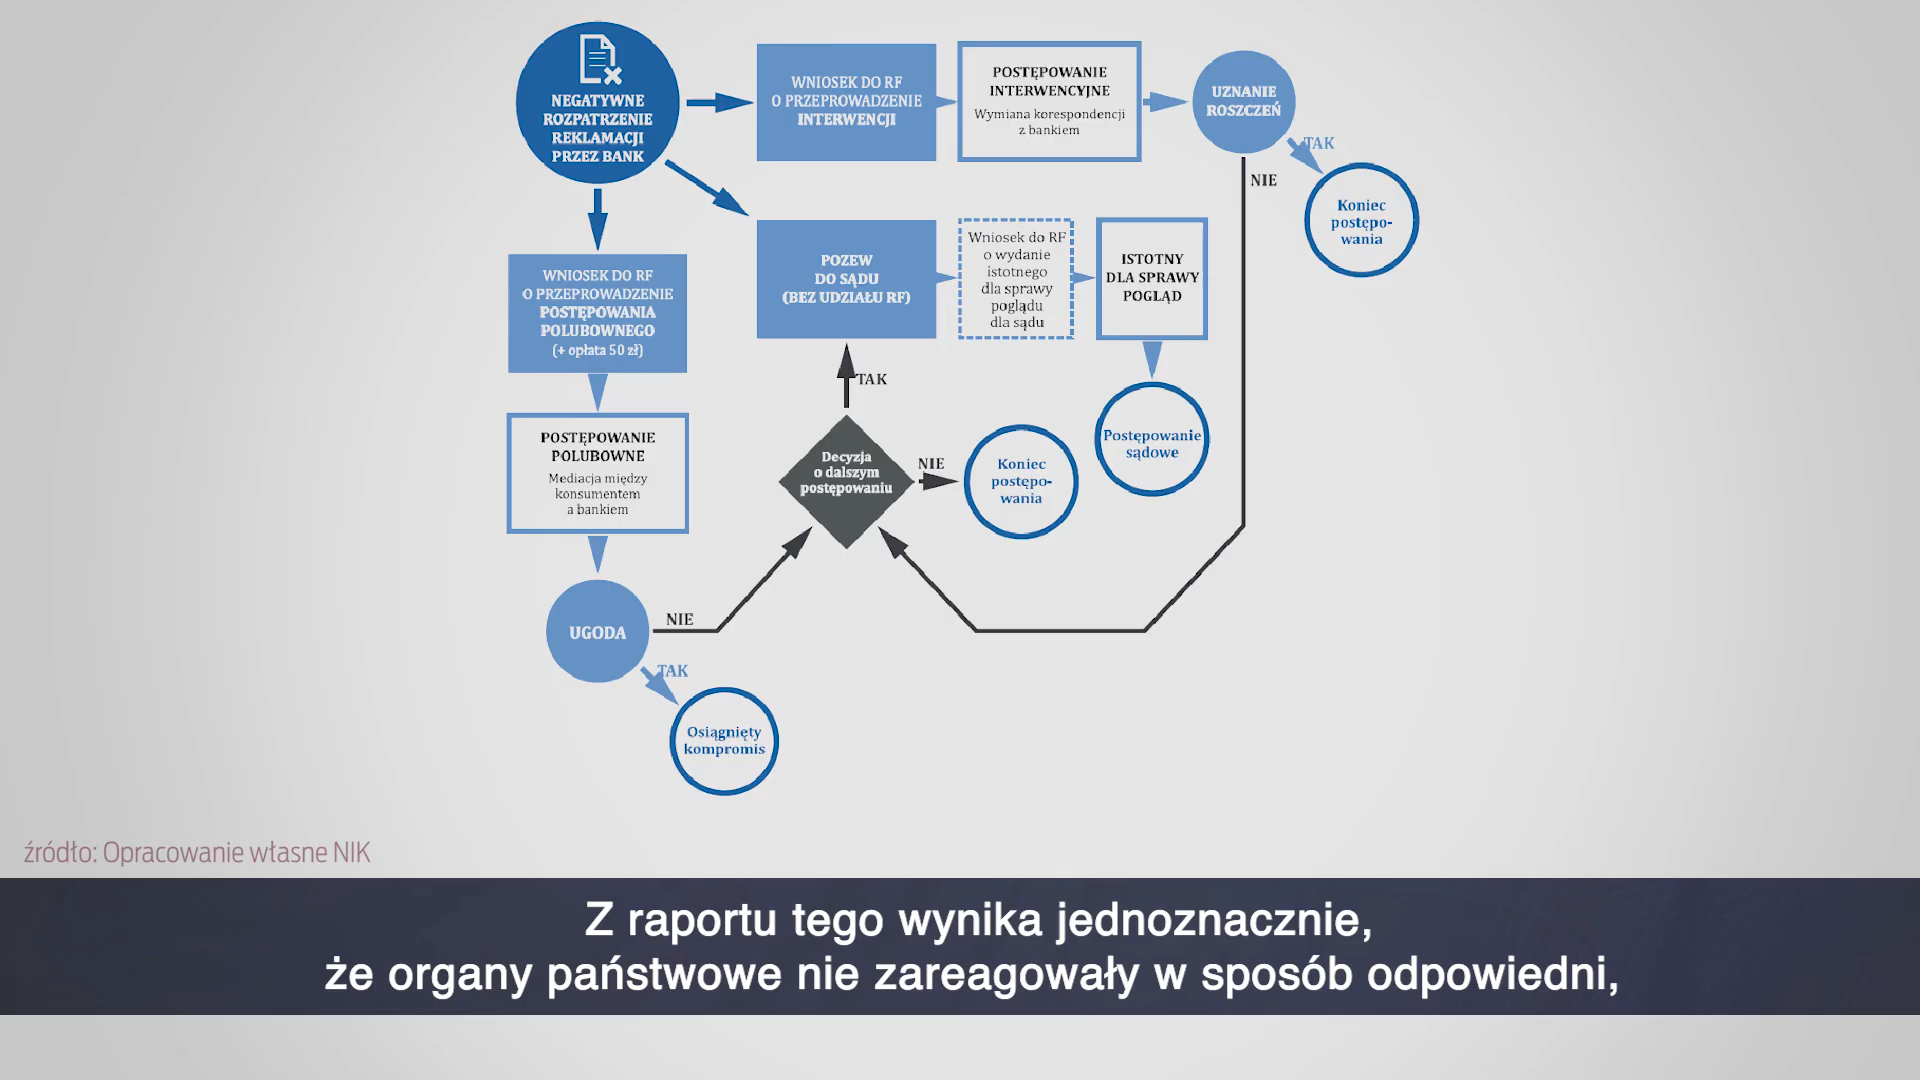 NEGATYWNE
ROZPATRZENIE
REKLAMACJI
PRZEZ BANK
WNIOSEK DO RF
O PRZEPROWADZENIE
INTERWENCJI
POSTĘPOWANIE
INTERWENCYJNE
Wymiana korespondencji
z bankiem
UZNANIE
ROSZCZEŃ
TAK
NIE
Koniec
postępo-
wania
POZEW
DO SĄDU
(BEZ UDZIAŁU RF)
Wniosek do RF
o wydanie
istotnego
dla sprawy
poglądu
dla sądu
ISTOTNY
DLA SPRAWY
POGLĄD
WNIOSEK DO RF
O PRZEPROWADZENIE
POSTĘPOWANIA
POLUBOWNEGO
(+ opłata 50 zł)
TAK
Postępowanie
sądowe
POSTĘPOWANIE
POLUBOWNE
Mediacja między
konsumentem
a bankiem
Decyzja
o dalszym
postępowaniu
NIE
Koniec
postępo-
wania
UGODA
NIE
TAK
Osiągnięty
kompromis
źródło: Opracowanie własne NIK
Z raportu tego wynika jednoznacznie,
że organy państwowe nie zareagowały w sposób odpowiedni,